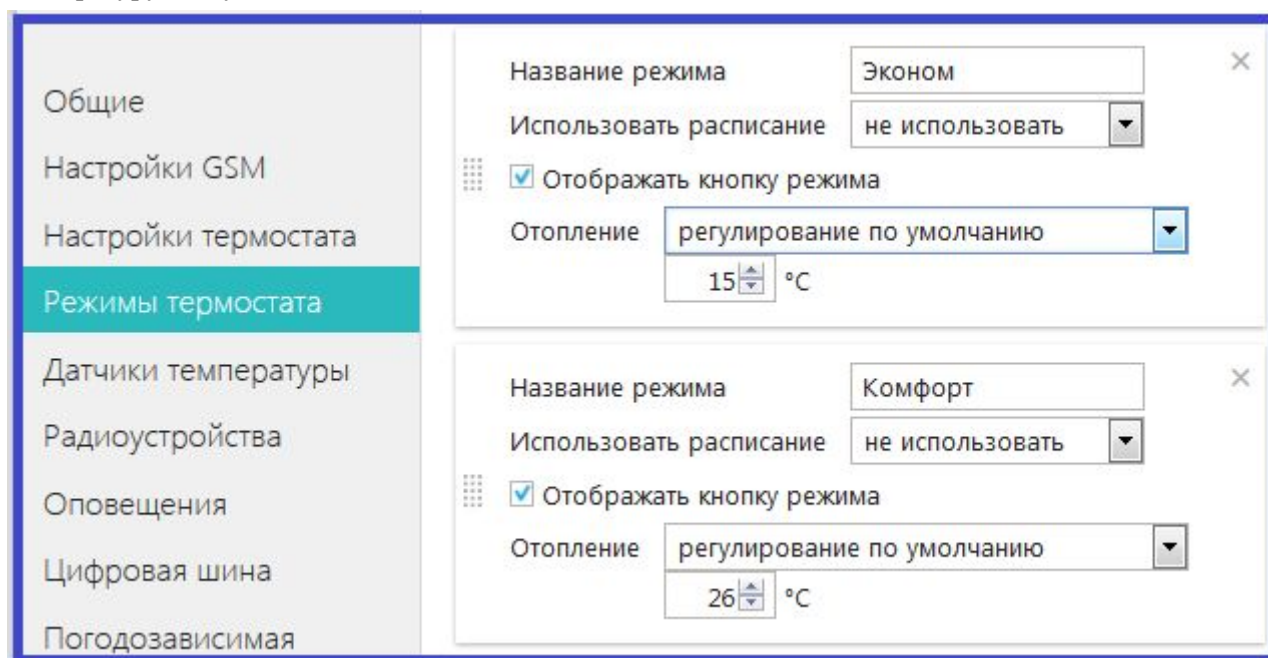 Общие
Настройки GSM
Настройки термостата
Режимы термостата
Датчики температуры
Радиоустройства
Оповещения
Цифровая шина
Погодозависимая
Название режима Эконом
Использовать расписание не использовать
Отображать кнопку режима
Отопление регулирование по умолчанию
15 °C
Название режима Комфорт
Использовать расписание не использовать
Отображать кнопку режима
Отопление регулирование по умолчанию
26 °C